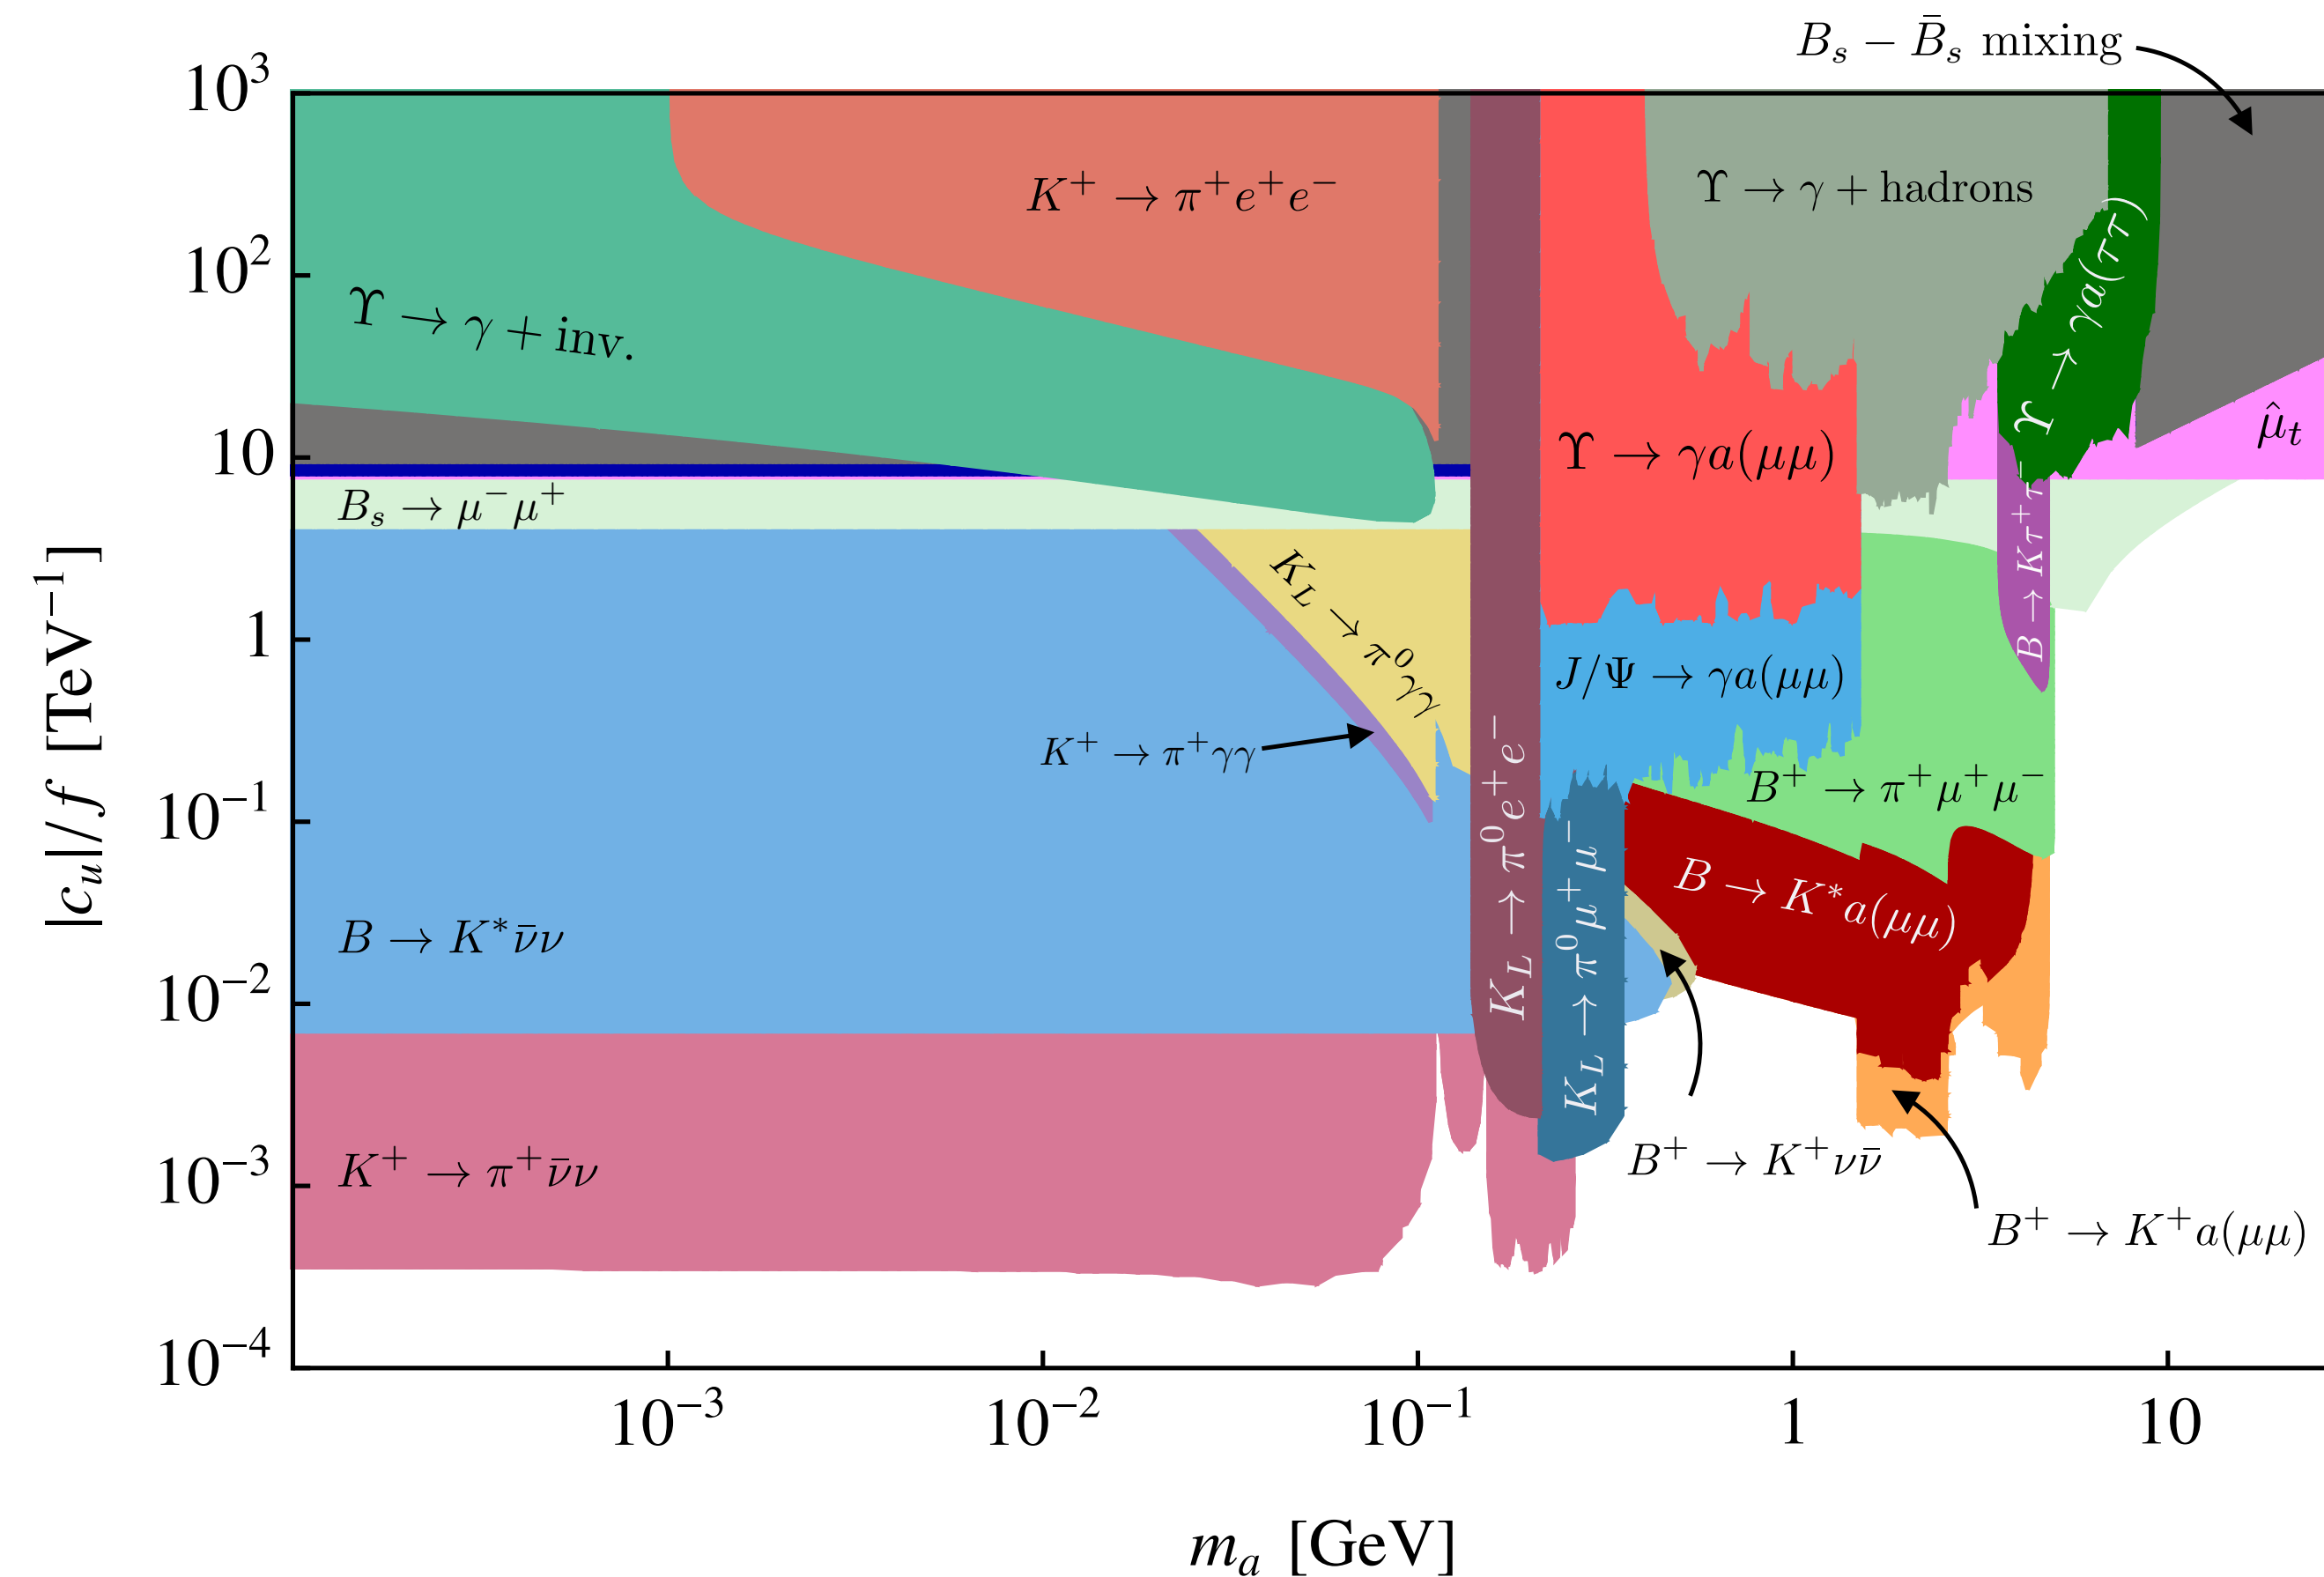 B_s − B̄_s mixing
10^3
K^+ → π^+ e^+ e^−
Υ → γ + hadrons
10^2
Υ → γ + inv.
Υ → γa(ττ)
μ̂_t
10
Υ → γa(μμ)
B_s → μ^− μ^+
K_L → π^0 γγ
B → Kτ^+ τ^−
1
J/Ψ → γa(μμ)
K^+ → π^+ γγ
B^+ → π^+ μ^+ μ^−
10^−1
K_L → π^0 e^+ e^−
K_L → π^0 μ^+ μ^−
B → K^* a(μμ)
B → K^* ν̄ν
10^−2
K^+ → π^+ ν̄ν
B^+ → K^+ νν̄
10^−3
B^+ → K^+ a(μμ)
10^−4
|c_u|/f [TeV^−1]
10^−3 10^−2 10^−1 1 10
m_a [GeV]